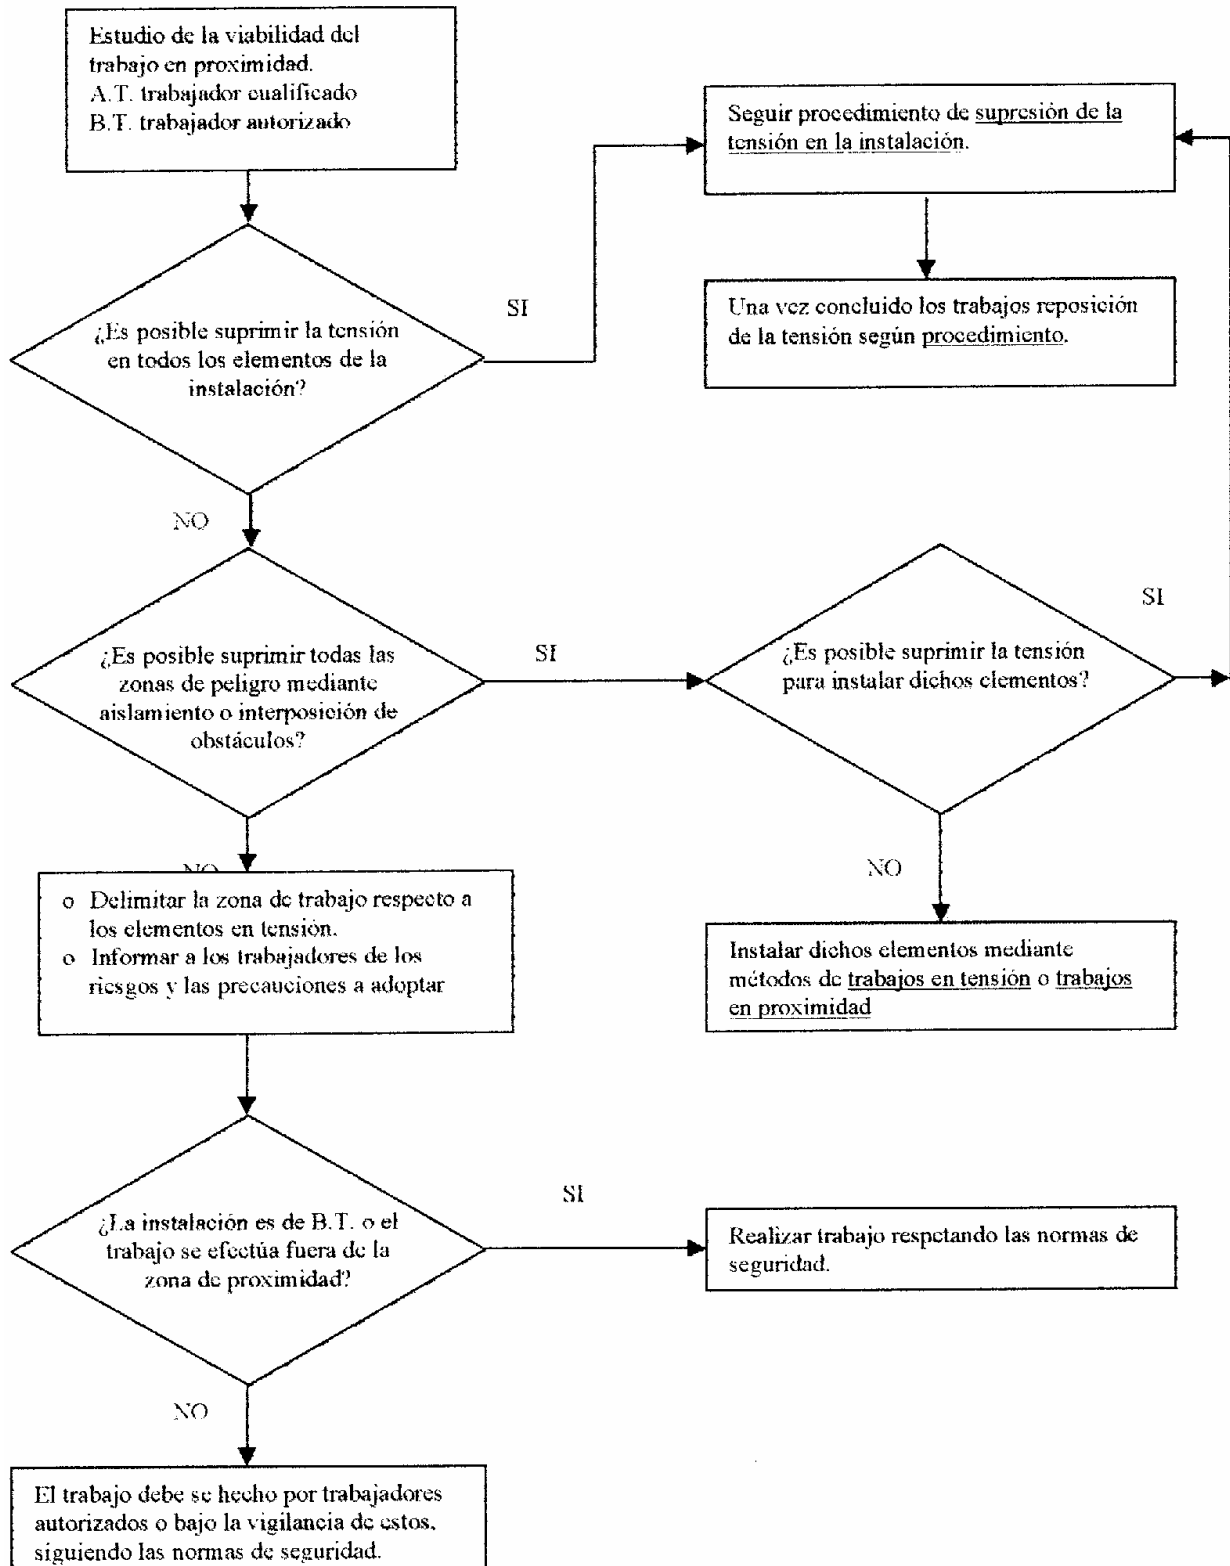 Estudio de la viabilidad del
trabajo en proximidad.
A.T. trabajador cualificado
B.T. trabajador autorizado
Seguir procedimiento de supresión de la
tensión en la instalación.
SI
¿Es posible suprimir la tensión
en todos los elementos de la
instalación?
Una vez concluido los trabajos reposición
de la tensión según procedimiento.
NO
SI
¿Es posible suprimir todas las
zonas de peligro mediante
aislamiento o interposición de
obstáculos?
SI
¿Es posible suprimir la tensión
para instalar dichos elementos?
NO
NO
o Delimitar la zona de trabajo respecto a
los elementos en tensión.
o Informar a los trabajadores de los
riesgos y las precauciones a adoptar
Instalar dichos elementos mediante
métodos de trabajos en tensión o trabajos
en proximidad
SI
¿La instalación es de B.T. o el
trabajo se efectúa fuera de la
zona de proximidad?
Realizar trabajo respetando las normas de
seguridad.
NO
El trabajo debe se hecho por trabajadores
autorizados o bajo la vigilancia de estos,
siguiendo las normas de seguridad.